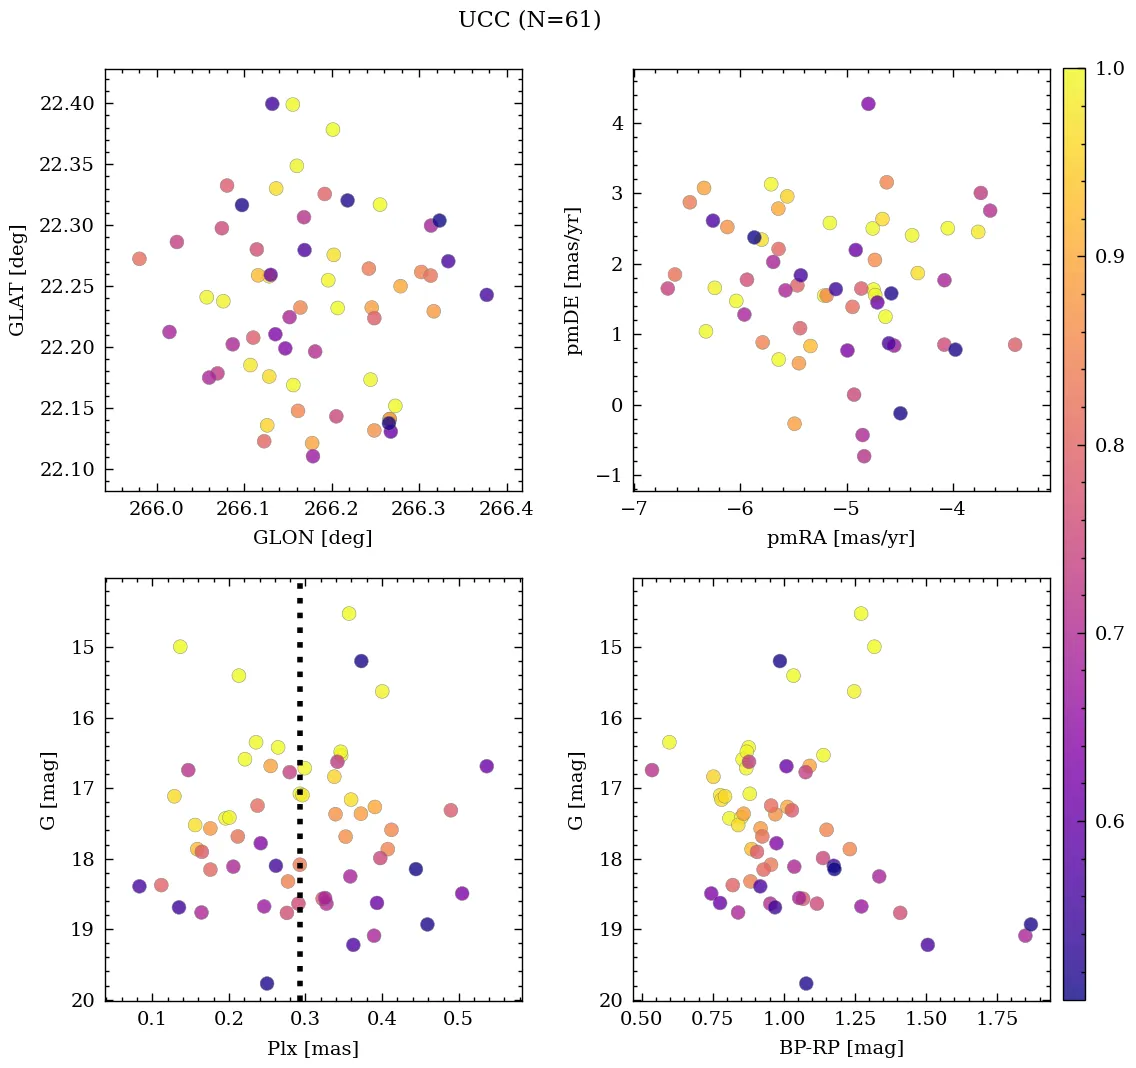 UCC (N=61)
22.40
22.35
22.30
22.25
22.20
22.15
22.10
GLAT [deg]
266.0 266.1 266.2 266.3 266.4
GLON [deg]
4
3
2
1
0
−1
pmDE [mas/yr]
−7 −6 −5 −4
pmRA [mas/yr]
1.0
0.9
0.8
0.7
0.6
15
16
17
18
19
20
G [mag]
0.1 0.2 0.3 0.4 0.5
Plx [mas]
15
16
17
18
19
20
G [mag]
0.50 0.75 1.00 1.25 1.50 1.75
BP-RP [mag]